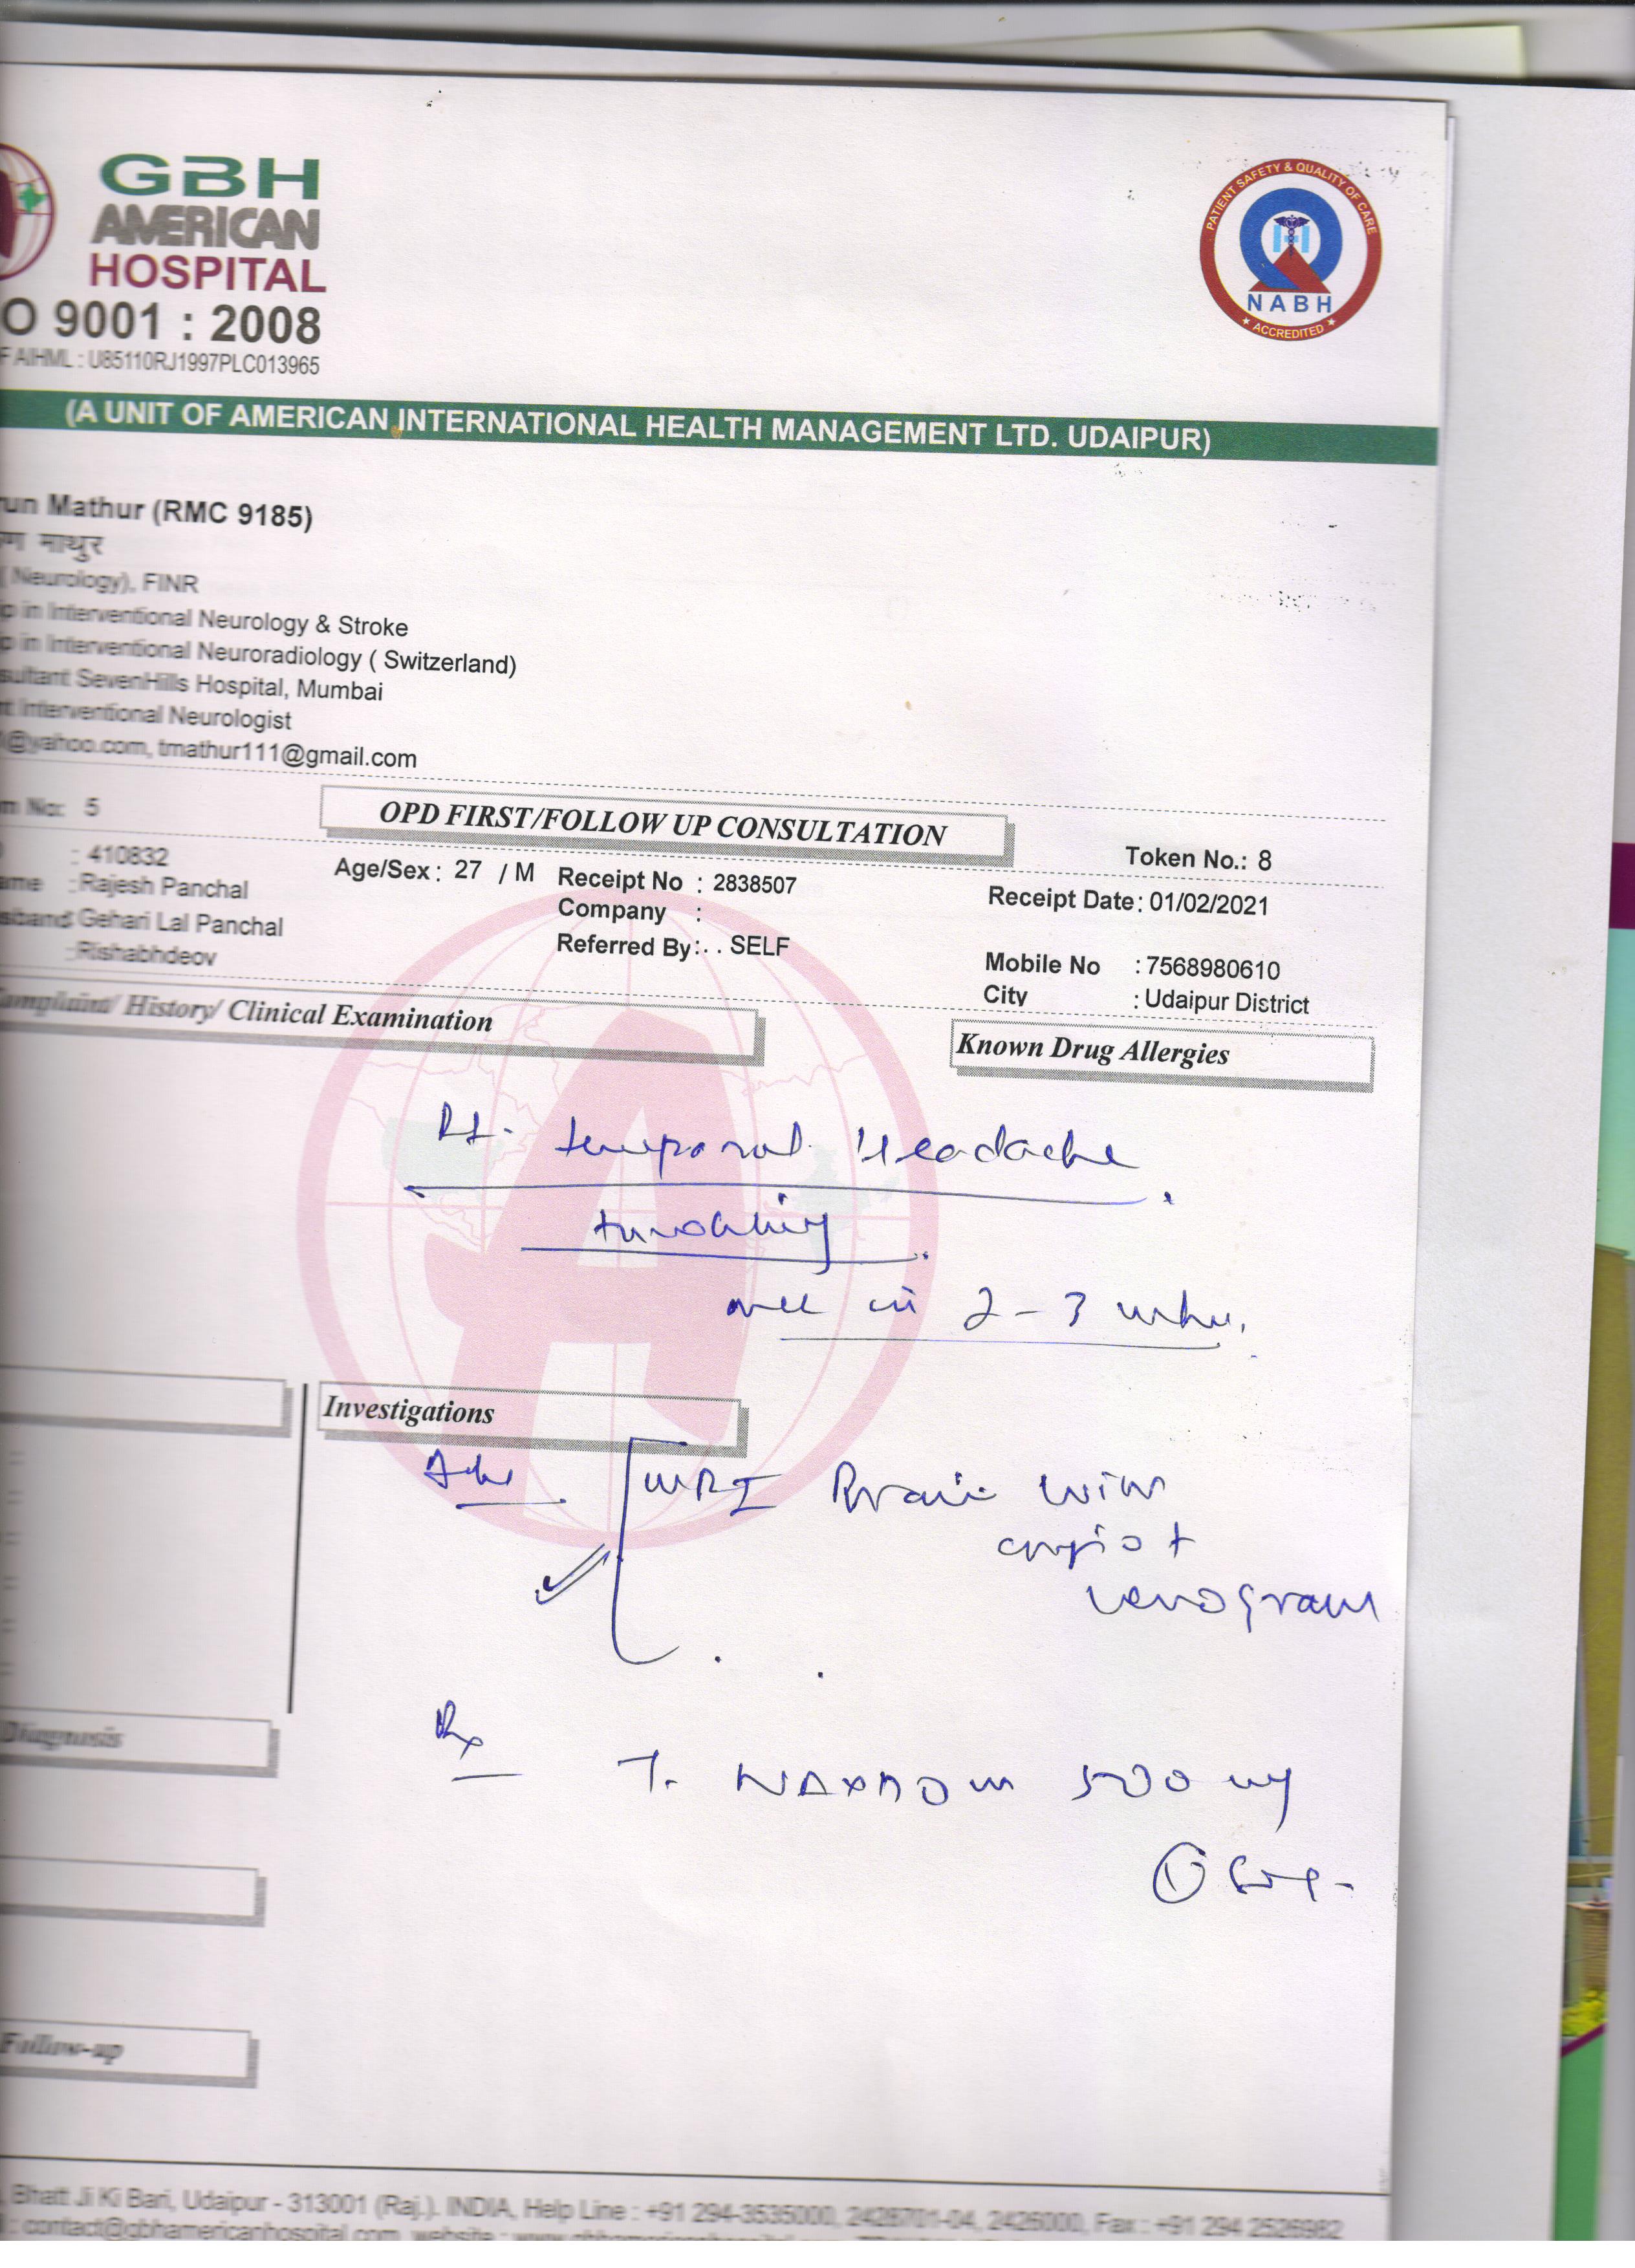 GBH
AMERICAN
HOSPITAL
O 9001 : 2008
F AIHML : U85110RJ1997PLC013965
PATIENT SAFETY & QUALITY OF CARE
NABH
ACCREDITED
(A UNIT OF AMERICAN INTERNATIONAL HEALTH MANAGEMENT LTD. UDAIPUR)
run Mathur (RMC 9185)
ण माथुर
(Neurology), FINR
p in Interventional Neurology & Stroke
p in Interventional Neuroradiology ( Switzerland)
sultant SevenHills Hospital, Mumbai
nt Interventional Neurologist
@yahoo.com, tmathur111@gmail.com
m No: 5
OPD FIRST/FOLLOW UP CONSULTATION
Token No.: 8
: 410832
Age/Sex : 27 / M
Receipt No : 2838507
Receipt Date : 01/02/2021
ame : Rajesh Panchal
Company :
sband : Gehari Lal Panchal
Referred By : . . SELF
Mobile No : 7568980610
: Rishabhdeov
City : Udaipur District
omplaint/ History/ Clinical Examination
Known Drug Allergies
Rt. temporal Headache
throbbing
in 2-3
Investigations
MRI Brain with
angio +
venogram
Diagnosis
Rx
T. NAXDOM 500 mg
Follow-up
Bhatt Ji Ki Bari, Udaipur - 313001 (Raj.). INDIA, Help Line : +91 294-3535000, 2428701-04, 2426000, Fax : +91 294 2526982
: contact@gbhamericanhospital.com, website :